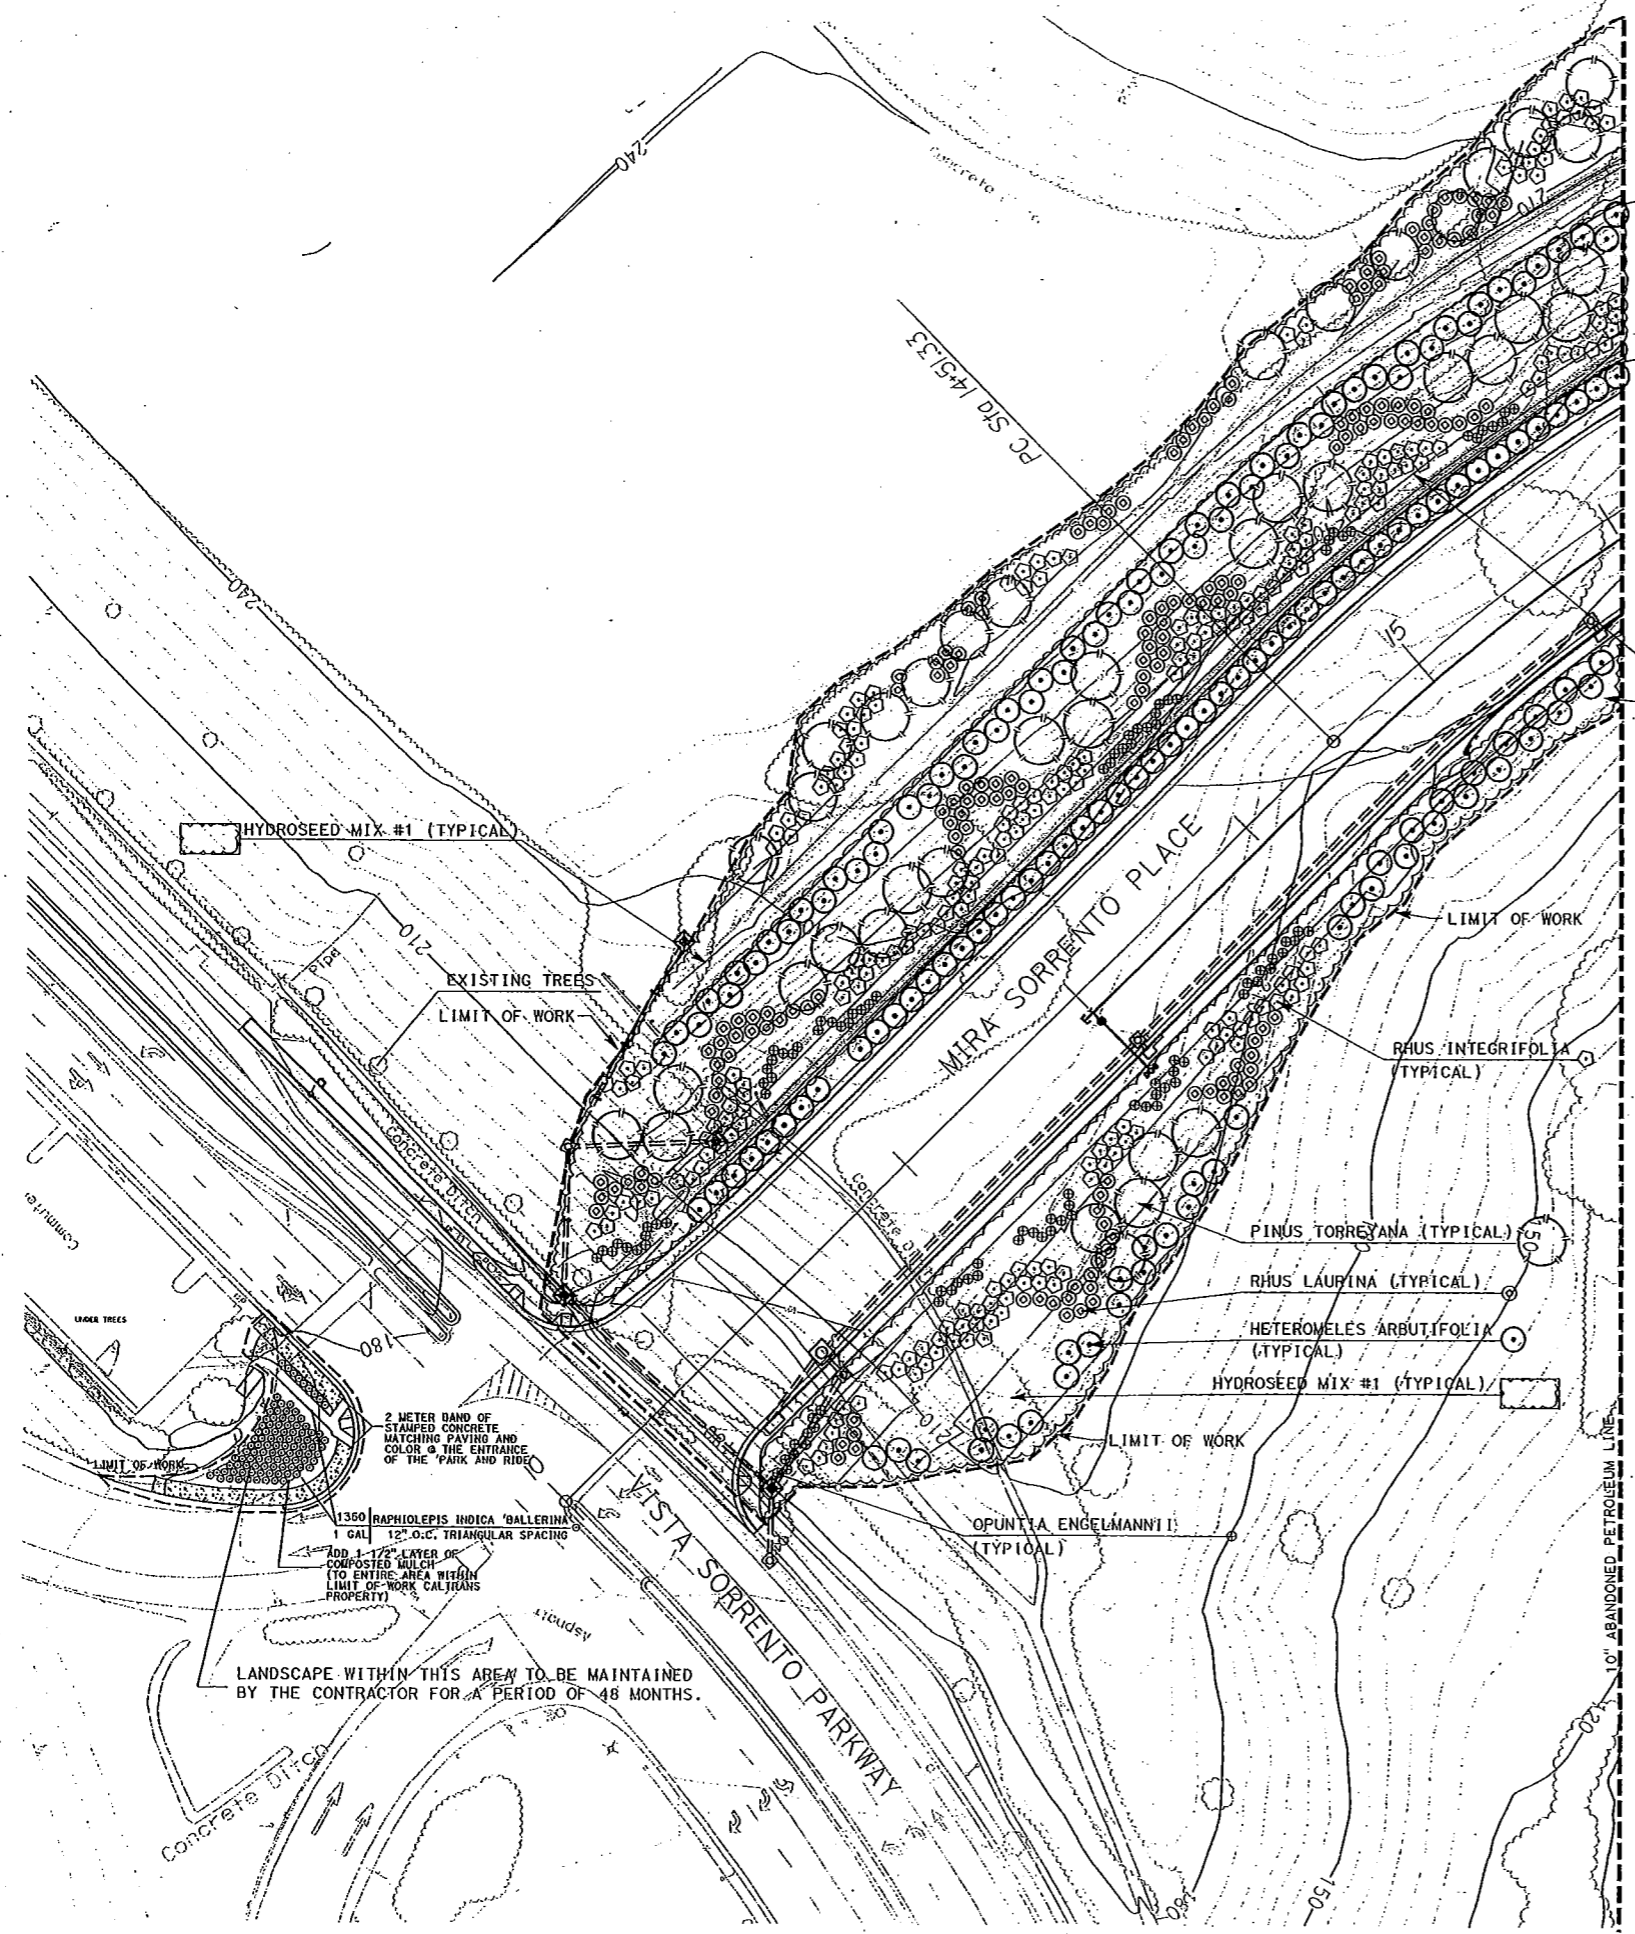 240
PC Sta 14+51.33
240
15
HYDROSEED MIX #1 (TYPICAL)
MIRA SORRENTO PLACE
210
Pipe
EXISTING TREES
LIMIT OF WORK
LIMIT OF WORK
RHUS INTEGRIFOLIA
(TYPICAL)
Concrete Ditch
PINUS TORREYANA (TYPICAL)
150
RHUS LAURINA (TYPICAL)
HETEROMELES ARBUTIFOLIA
(TYPICAL)
HYDROSEED MIX #1 (TYPICAL)
LIMIT OF WORK
UNDER TREES
180
2 METER BAND OF
STAMPED CONCRETE
MATCHING PAVING AND
COLOR @ THE ENTRANCE
OF THE 'PARK AND RIDE'
LIMIT OF WORK
1360 RAPHIOLEPIS INDICA 'BALLERINA'
1 GAL 12" O.C. TRIANGULAR SPACING
ADD 1-1/2" LAYER OF
COMPOSTED MULCH
(TO ENTIRE AREA WITHIN
LIMIT OF WORK CALTRANS
PROPERTY)
OPUNTIA ENGELMANNII
(TYPICAL)
VISTA SORRENTO PARKWAY
LANDSCAPE WITHIN THIS AREA TO BE MAINTAINED
BY THE CONTRACTOR FOR A PERIOD OF 48 MONTHS.
10" ABANDONED PETROLEUM LINE
Concrete Ditch
120
150